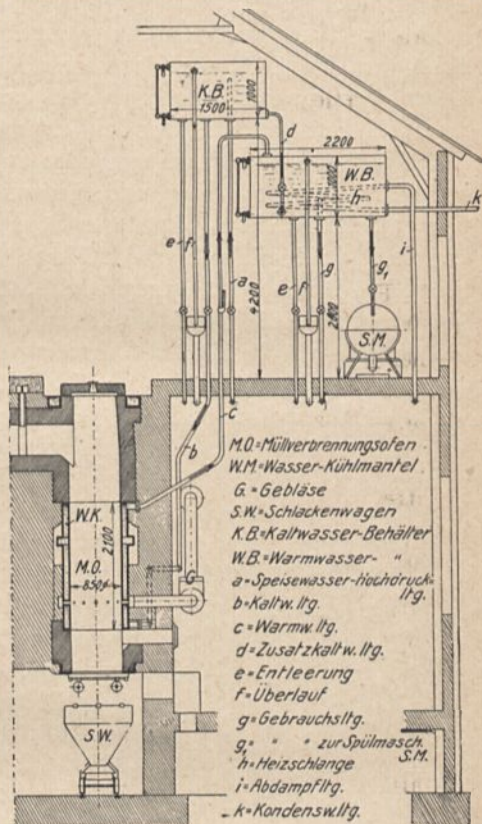 K.B.
1500
1000
d
2200
W.B.
1000
h
k
e
f
a
4200
e
f
g
2800
g₁
i
S.M.
b
c
W.K.
2100
M.O.
850
S.W.
M.O.=Müllverbrennungsofen
W.M.=Wasser-Kühlmantel
G.=Gebläse
S.W.=Schlackenwagen
K.B.=Kaltwasser-Behälter
W.B.=Warmwasser- "
a=Speisewasser-Hochdruck-
ltg.
b=Kaltw.ltg.
c=Warmw.ltg.
d=Zusatzkaltw.ltg.
e=Entleerung
f=Überlauf
g=Gebrauchsltg.
g₁= " " zur Spülmasch.
S.M.
h=Heizschlange
i=Abdampfltg.
k=Kondensw.ltg.